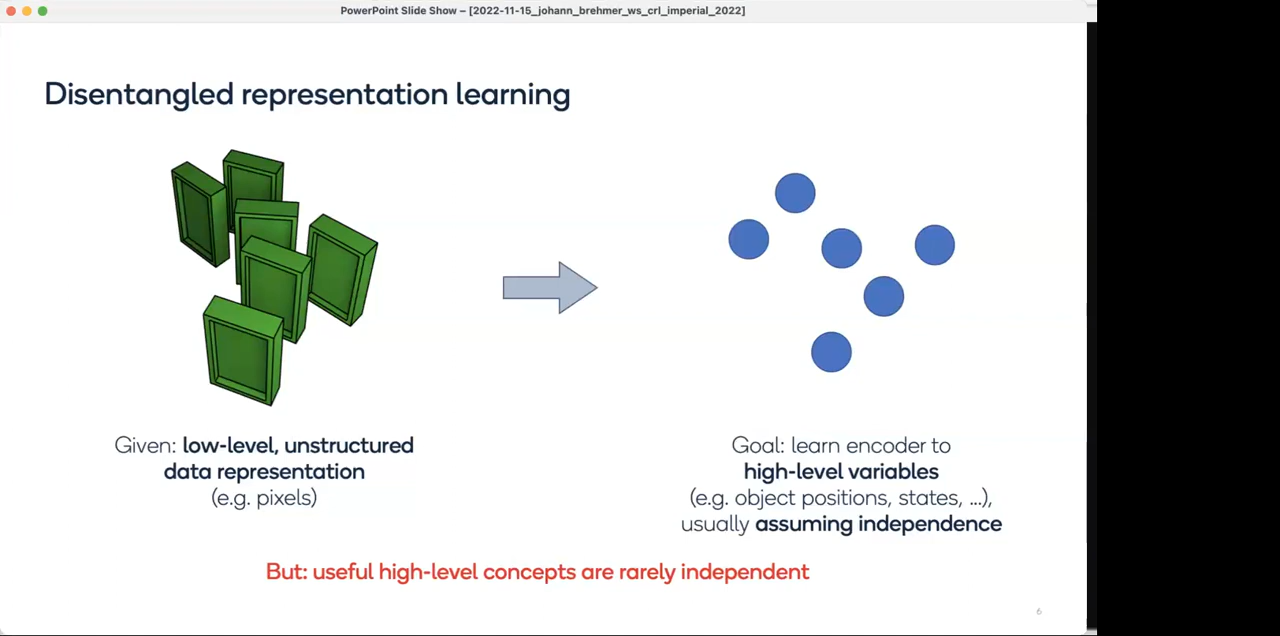 PowerPoint Slide Show – [2022-11-15_johann_brehmer_ws_crl_imperial_2022]
Disentangled representation learning
Given: low-level, unstructured
data representation
(e.g. pixels)
Goal: learn encoder to
high-level variables
(e.g. object positions, states, ...),
usually assuming independence
But: useful high-level concepts are rarely independent
6